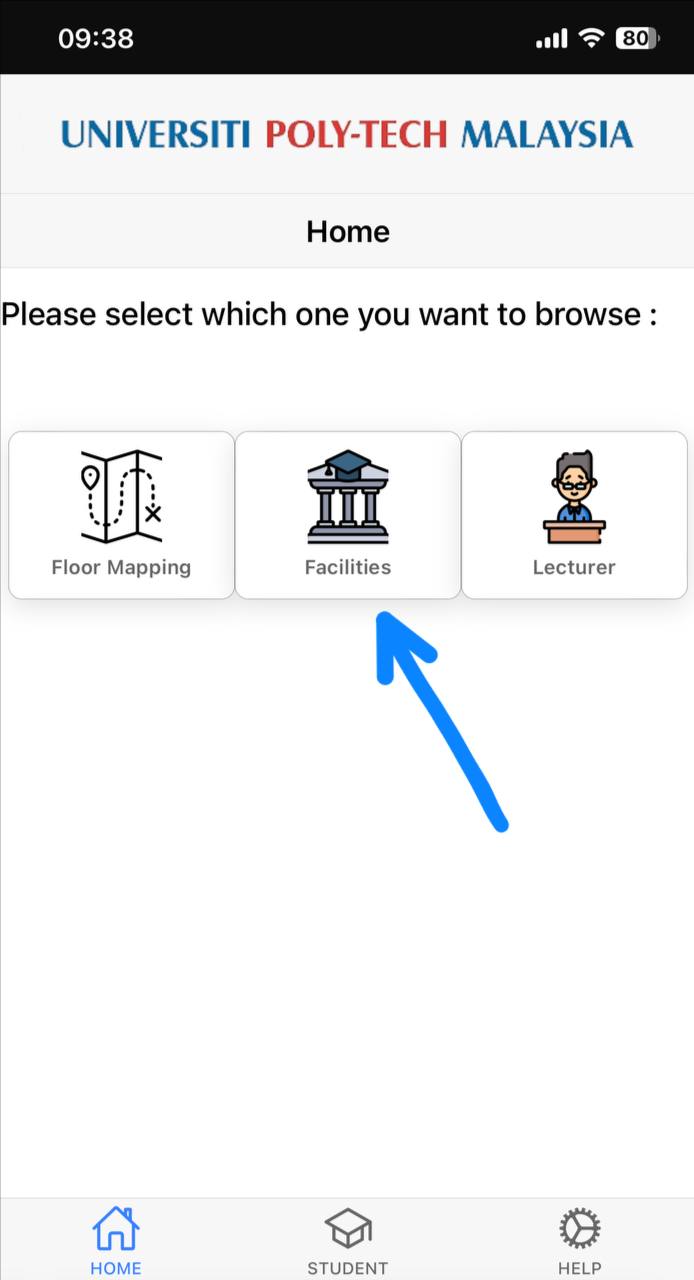 09:38
80
UNIVERSITI POLY-TECH MALAYSIA
Home
Please select which one you want to browse :
Floor Mapping
Facilities
Lecturer
HOME
STUDENT
HELP